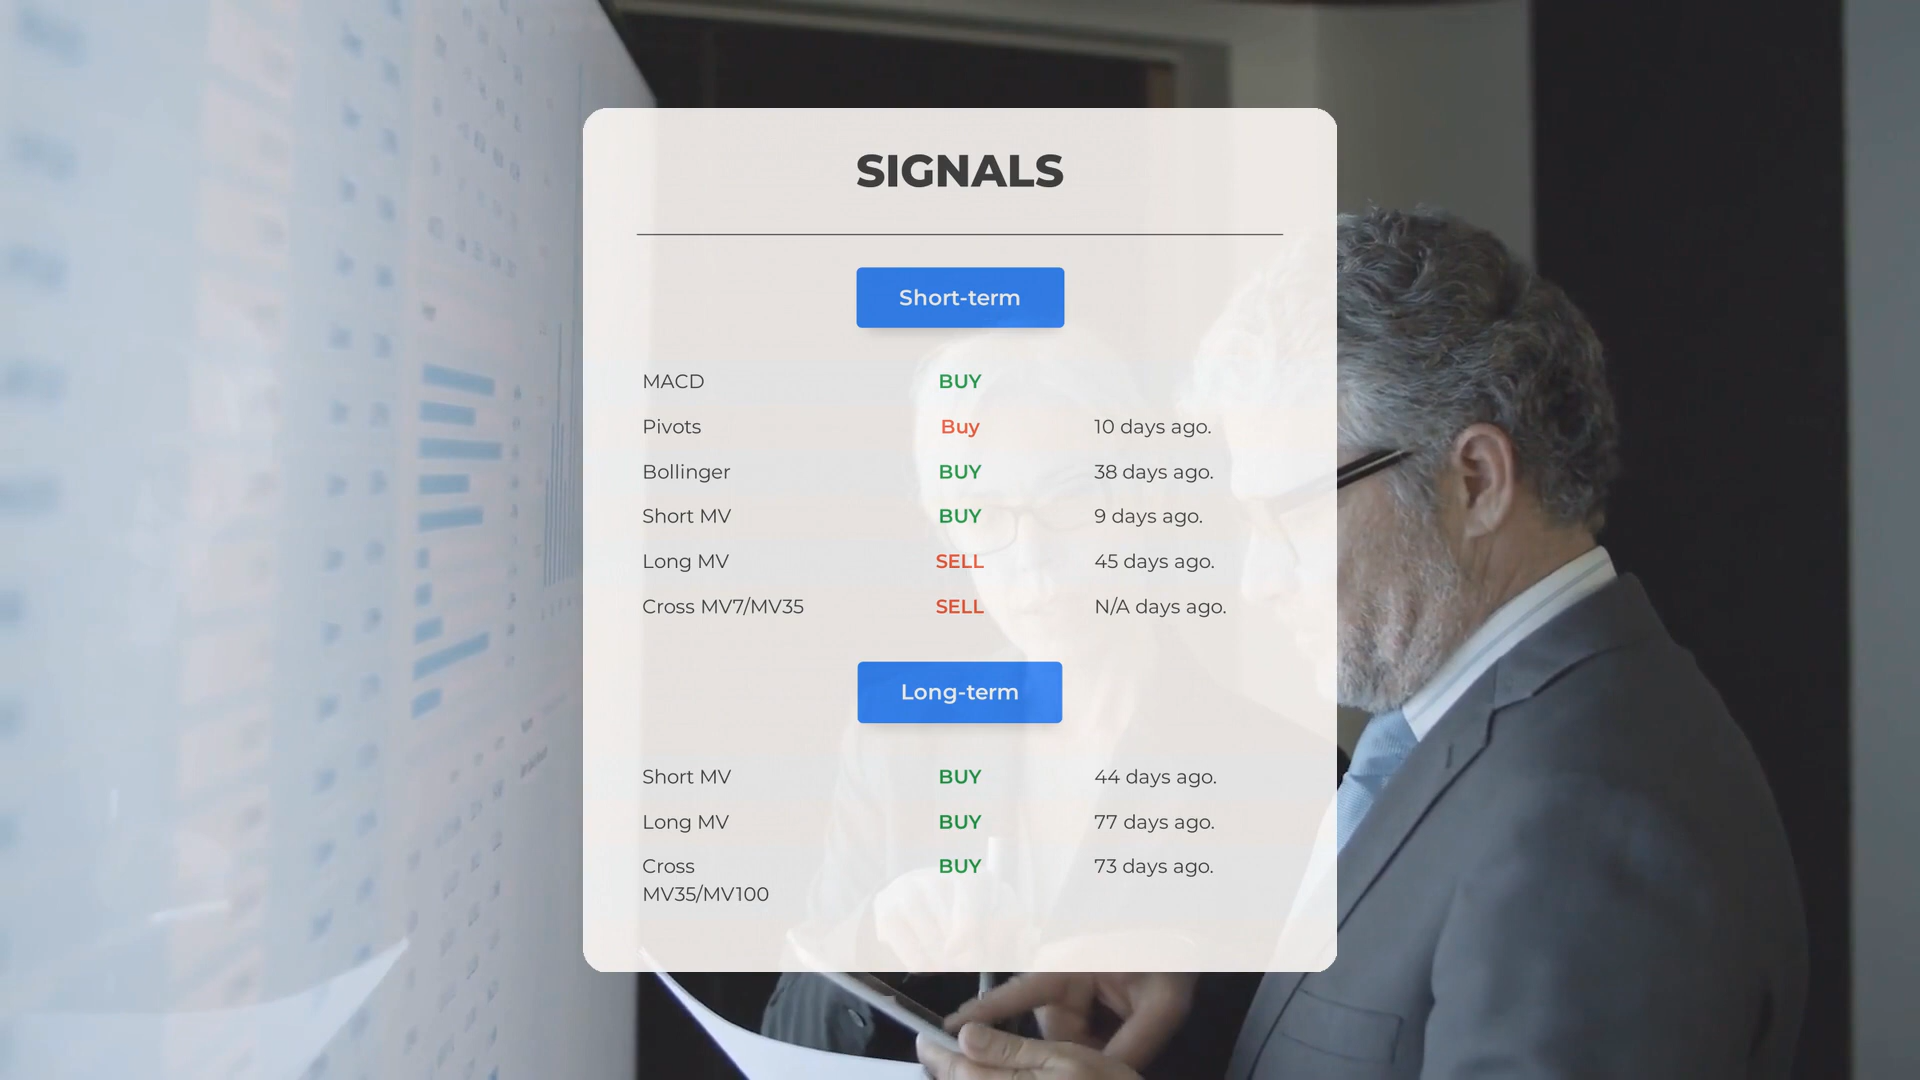 SIGNALS
Short-term
MACD BUY
Pivots Buy 10 days ago.
Bollinger BUY 38 days ago.
Short MV BUY 9 days ago.
Long MV SELL 45 days ago.
Cross MV7/MV35 SELL N/A days ago.
Long-term
Short MV BUY 44 days ago.
Long MV BUY 77 days ago.
Cross BUY 73 days ago.
MV35/MV100